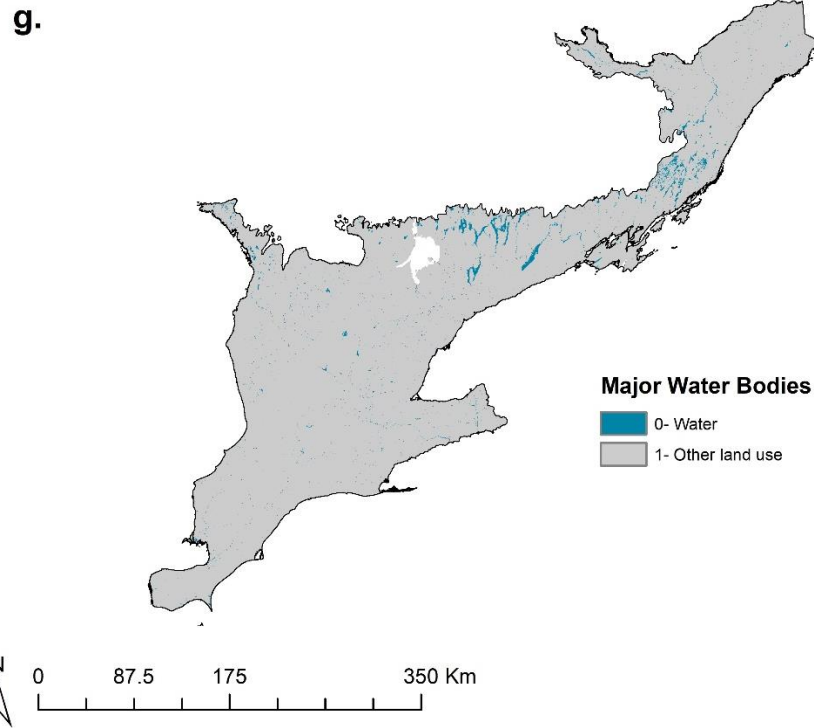 g.
Major Water Bodies
0- Water
1- Other land use
N
0 87.5 175 350 Km